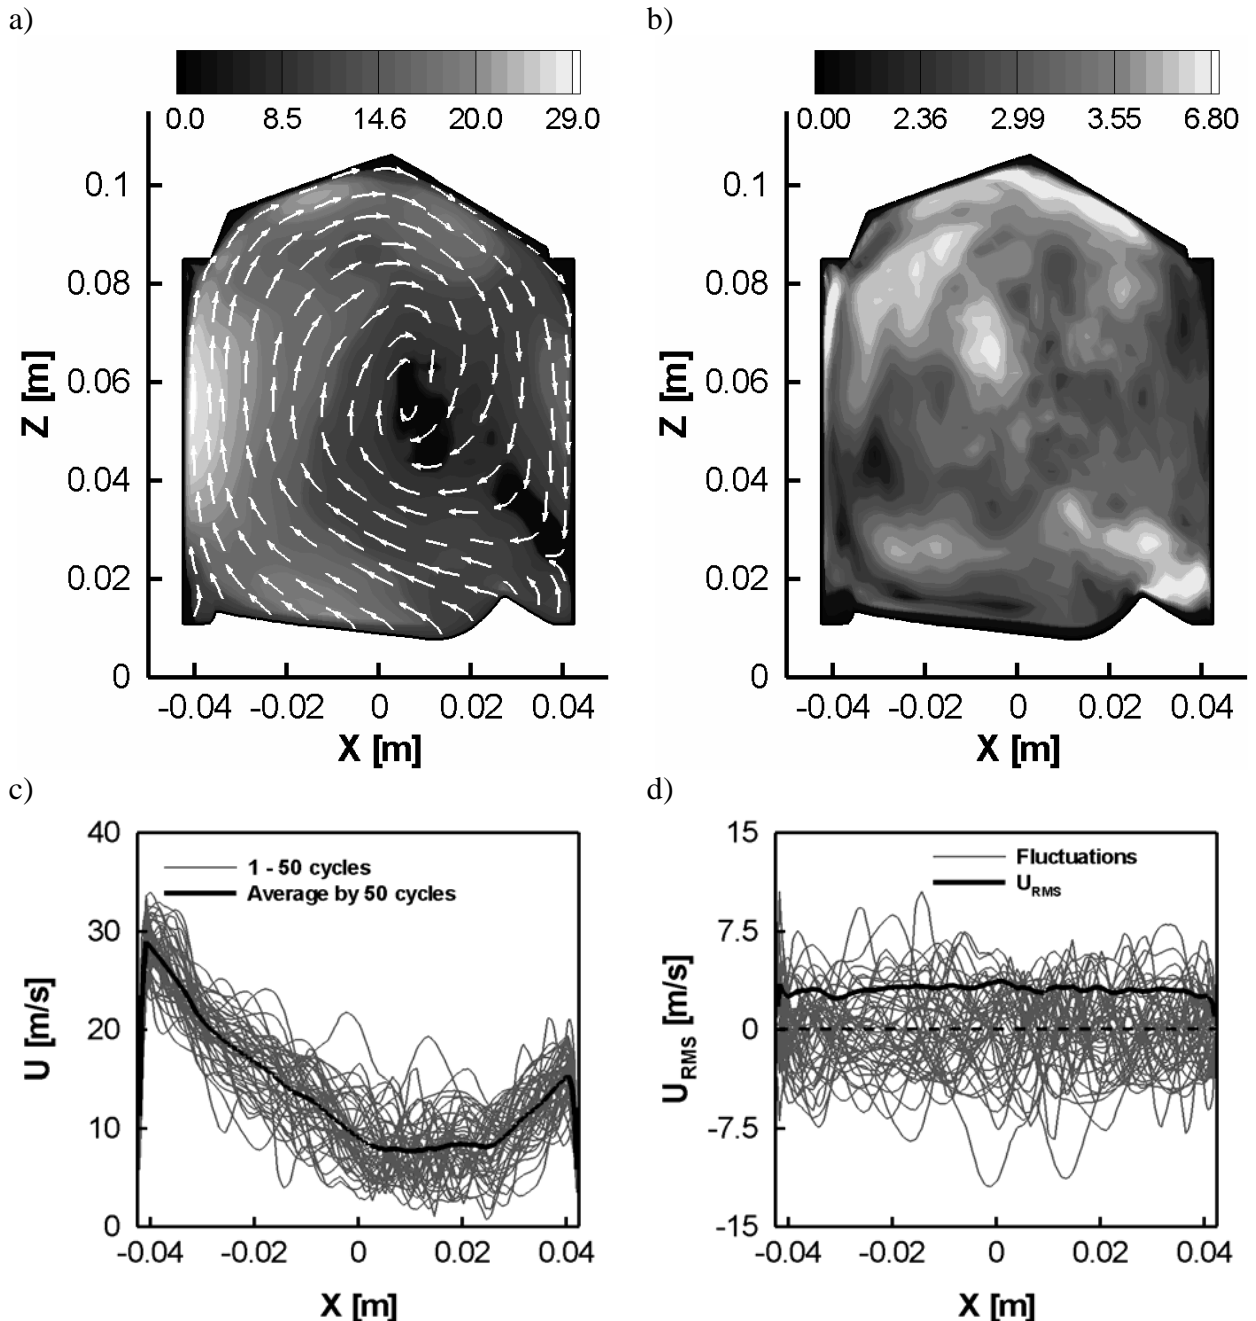 a)
0.0 8.5 14.6 20.0 29.0
0.1
0.08
0.06
0.04
0.02
0
Z [m]
-0.04 -0.02 0 0.02 0.04
X [m]
b)
0.00 2.36 2.99 3.55 6.80
0.1
0.08
0.06
0.04
0.02
0
Z [m]
-0.04 -0.02 0 0.02 0.04
X [m]
c)
40
30
20
10
0
U [m/s]
1 - 50 cycles
Average by 50 cycles
-0.04 -0.02 0 0.02 0.04
X [m]
d)
15
7.5
0
-7.5
-15
U_RMS [m/s]
Fluctuations
U_RMS
-0.04 -0.02 0 0.02 0.04
X [m]